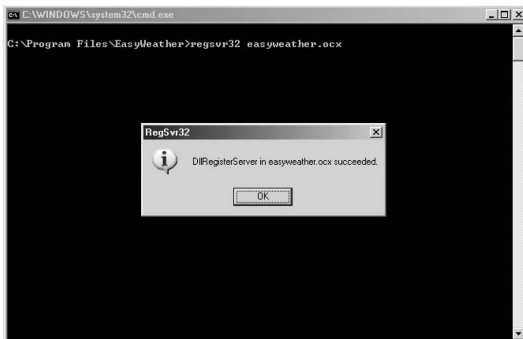 C:\WINDOWS\system32\cmd.exe
C:\Program Files\EasyWeather>regsvr32 easyweather.ocx
RegSvr32
DllRegisterServer in easyweather.ocx succeeded.
OK